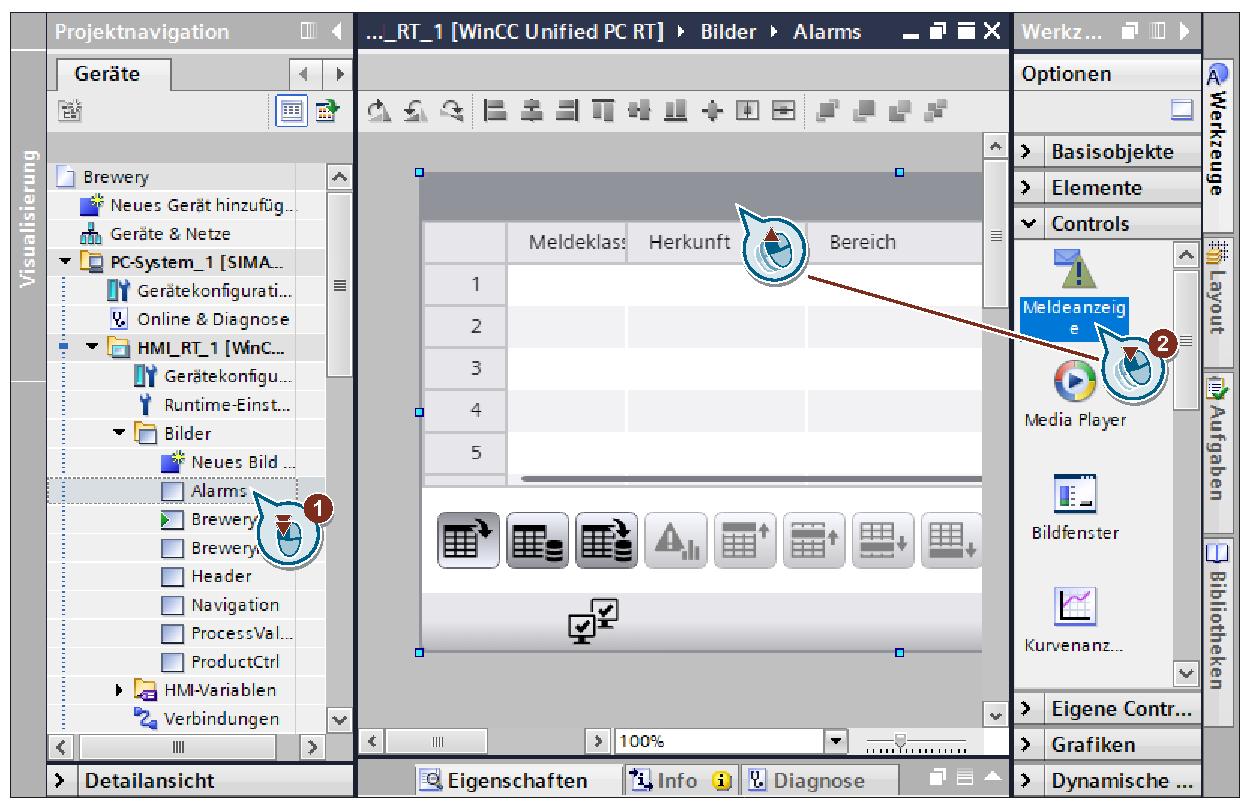 Projektnavigation
Geräte
Visualisierung
Brewery
Neues Gerät hinzufüg...
Geräte & Netze
PC-System_1 [SIMA...
Gerätekonfigurati...
Online & Diagnose
HMI_RT_1 [WinC...
Gerätekonfigu...
Runtime-Einst...
Bilder
Neues Bild ...
Alarms
1
Brewery
Brewery
Header
Navigation
ProcessVal...
ProductCtrl
HMI-Variablen
Verbindungen
Detailansicht
..._RT_1 [WinCC Unified PC RT] Bilder Alarms
Meldeklass Herkunft Bereich
1
2
3
4
5
100%
Eigenschaften Info Diagnose
Werkz...
Optionen
Basisobjekte
Elemente
Controls
Meldeanzeig
e
2
Media Player
Bildfenster
Kurvenanz...
Eigene Contr...
Grafiken
Dynamische ...
Werkzeuge
Layout
Aufgaben
Bibliotheken